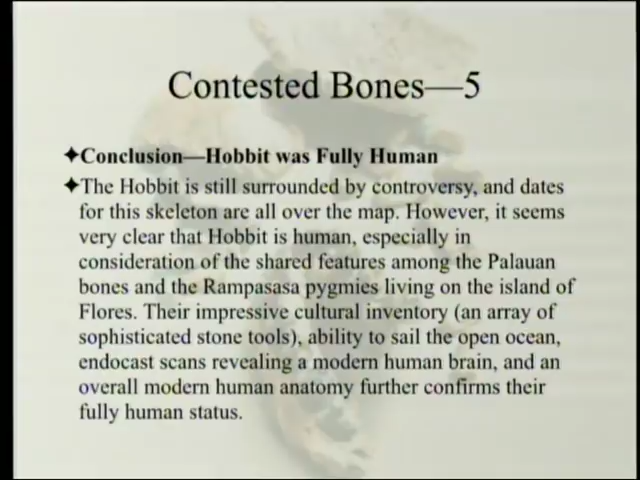 Contested Bones—5
✦Conclusion—Hobbit was Fully Human
✦The Hobbit is still surrounded by controversy, and dates
for this skeleton are all over the map. However, it seems
very clear that Hobbit is human, especially in
consideration of the shared features among the Palauan
bones and the Rampasasa pygmies living on the island of
Flores. Their impressive cultural inventory (an array of
sophisticated stone tools), ability to sail the open ocean,
endocast scans revealing a modern human brain, and an
overall modern human anatomy further confirms their
fully human status.